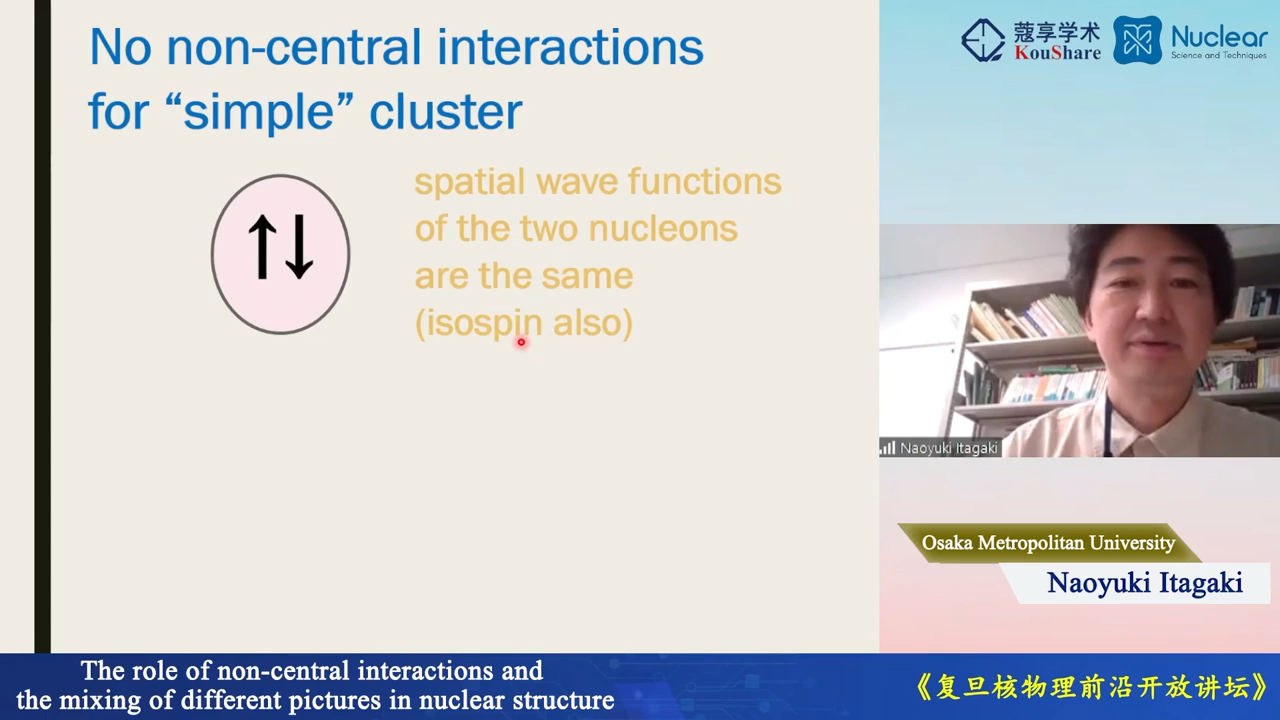 No non-central interactions
for “simple” cluster
spatial wave functions
of the two nucleons
are the same
(isospin also)
蔻享学术
KouShare
Nuclear
Science and Techniques
Naoyuki Itagaki
Osaka Metropolitan University
Naoyuki Itagaki
The role of non-central interactions and
the mixing of different pictures in nuclear structure
《复旦核物理前沿开放讲坛》